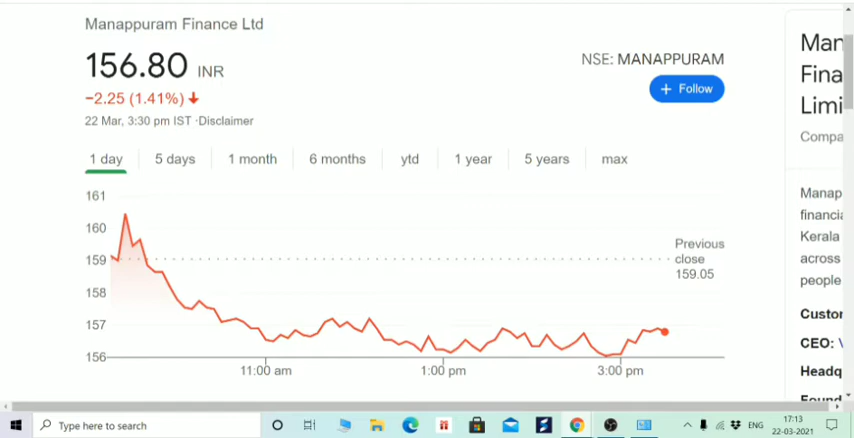 Manappuram Finance Ltd
156.80 INR
−2.25 (1.41%)
22 Mar, 3:30 pm IST ·Disclaimer
NSE: MANAPPURAM
+ Follow
1 day 5 days 1 month 6 months ytd 1 year 5 years max
161
160
159
158
157
156
Previous
close
159.05
11:00 am 1:00 pm 3:00 pm
Man
Fina
Limi
Compa
Manap
financia
Kerala
across
people
Custor
CEO:
Headq
Found
Type here to search
ENG
17:13
22-03-2021